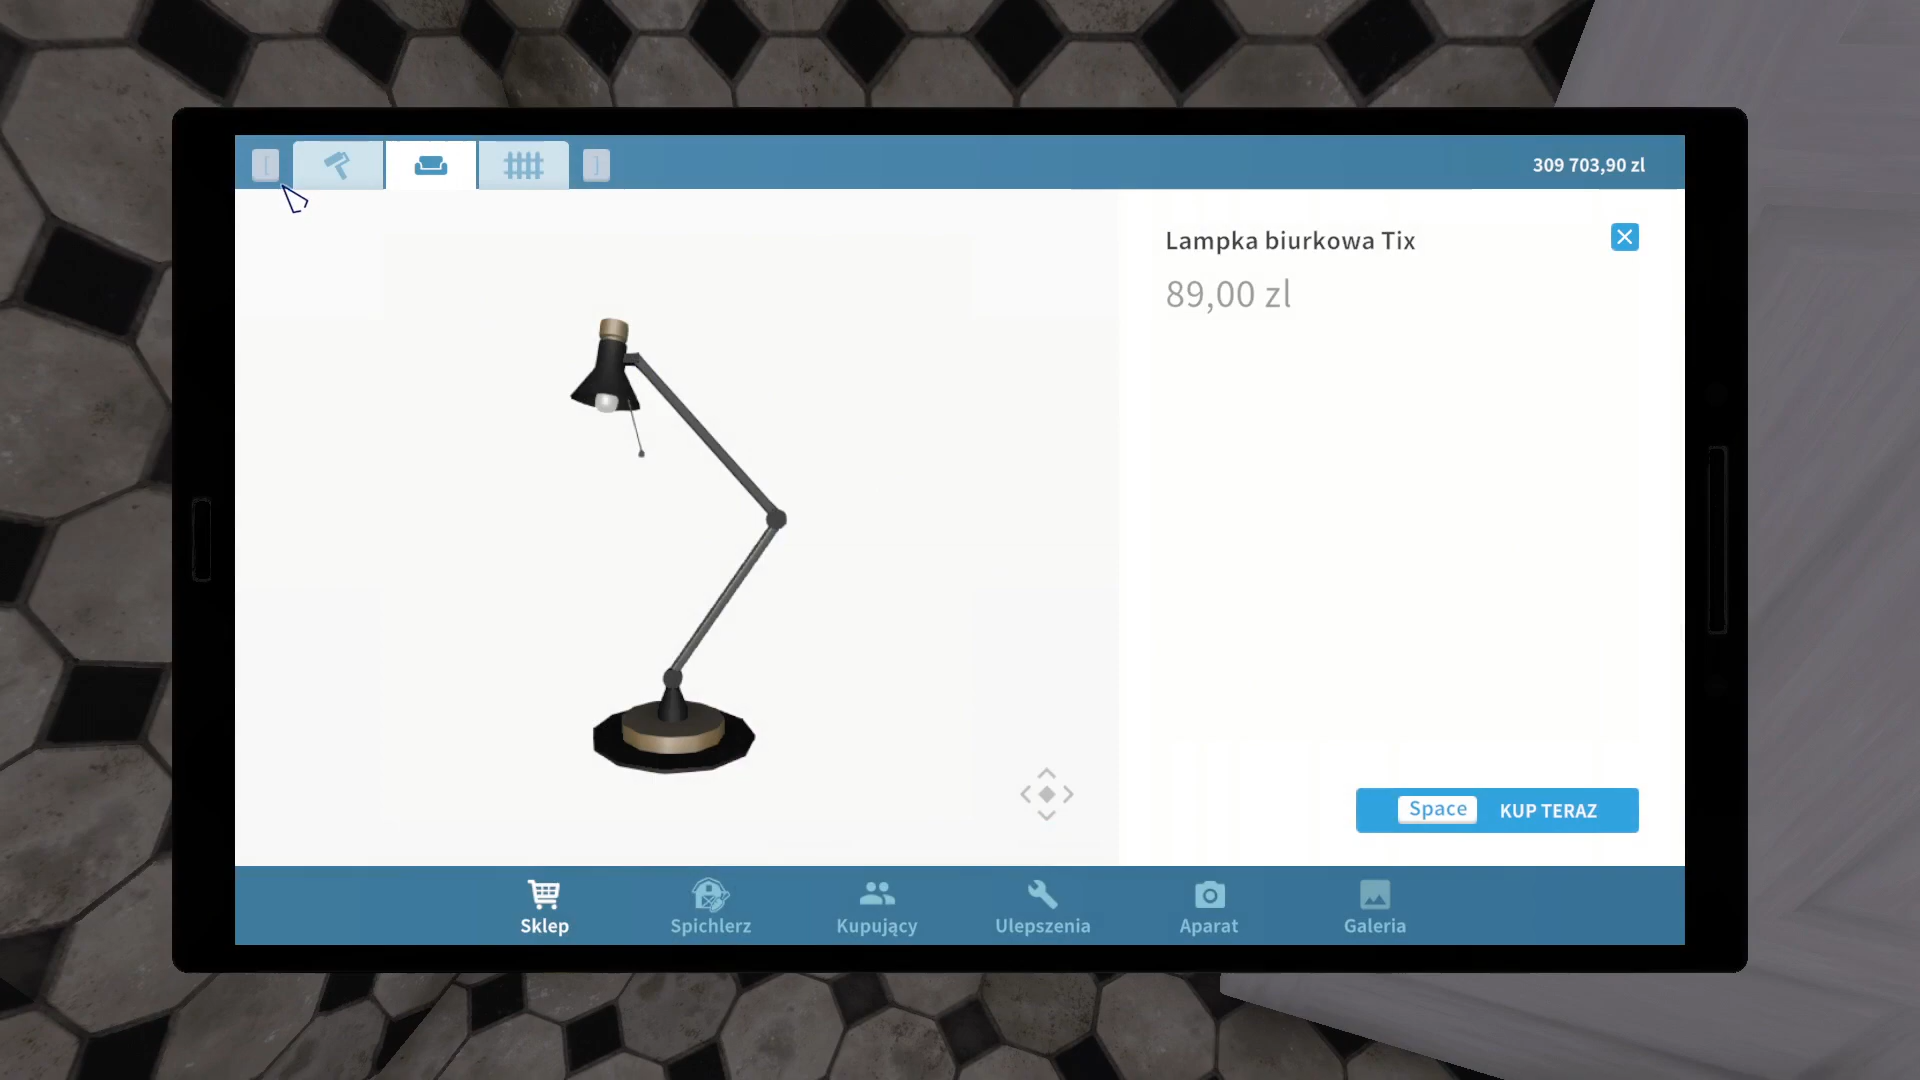 [
]
309 703,90 zl
Lampka biurkowa Tix
89,00 zl
Space KUP TERAZ
Sklep
Spichlerz
Kupujący
Ulepszenia
Aparat
Galeria